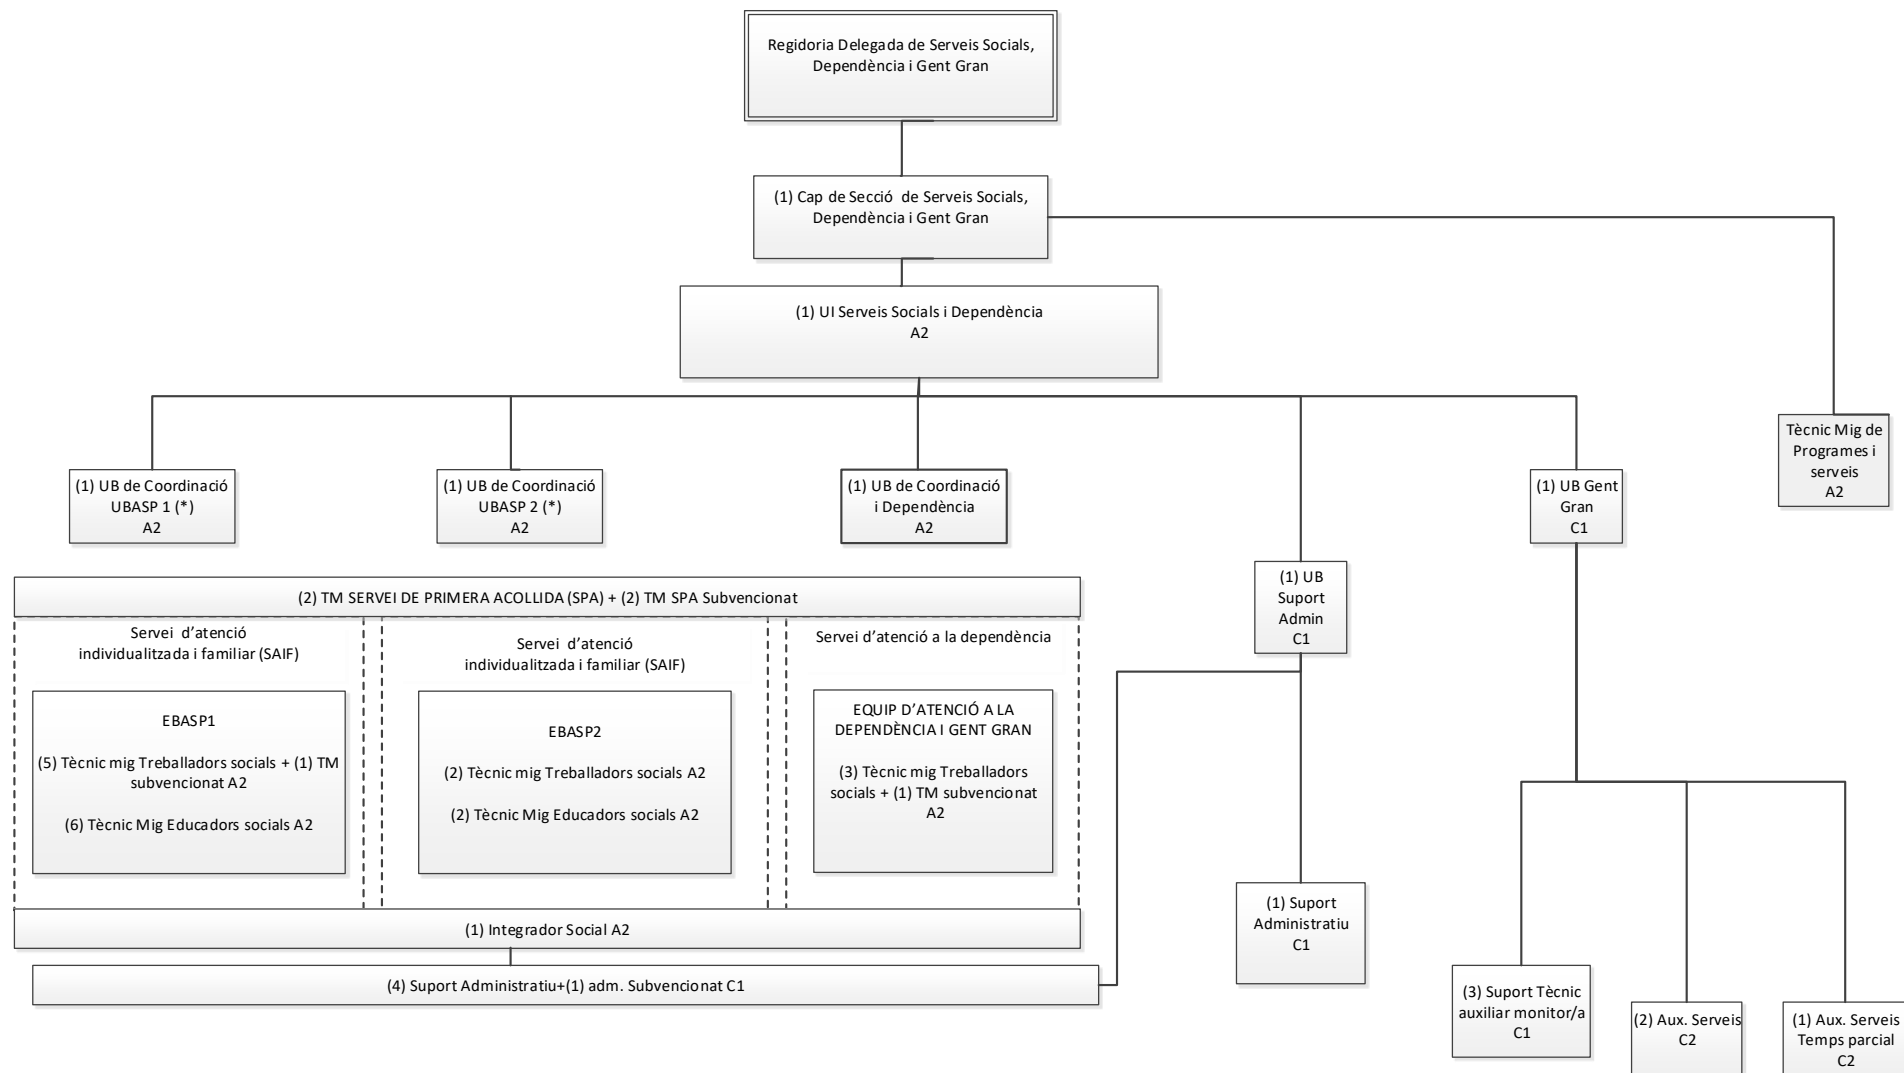 Regidoria Delegada de Serveis Socials,
Dependència i Gent Gran
(1) Cap de Secció de Serveis Socials,
Dependència i Gent Gran
(1) UI Serveis Socials i Dependència
A2
Tècnic Mig de
Programes i
serveis
A2
(1) UB de Coordinació
UBASP 1 (*)
A2
(1) UB de Coordinació
UBASP 2 (*)
A2
(1) UB de Coordinació
i Dependència
A2
(1) UB Gent
Gran
C1
(1) UB
Suport
Admin
C1
(2) TM SERVEI DE PRIMERA ACOLLIDA (SPA) + (2) TM SPA Subvencionat
Servei d’atenció
individualitzada i familiar (SAIF)
Servei d’atenció
individualitzada i familiar (SAIF)
Servei d’atenció a la dependència
EBASP1
(5) Tècnic mig Treballadors socials + (1) TM
subvencionat A2
(6) Tècnic Mig Educadors socials A2
EBASP2
(2) Tècnic mig Treballadors socials A2
(2) Tècnic Mig Educadors socials A2
EQUIP D’ATENCIÓ A LA
DEPENDÈNCIA I GENT GRAN
(3) Tècnic mig Treballadors
socials + (1) TM subvencionat
A2
(1) Integrador Social A2
(4) Suport Administratiu+(1) adm. Subvencionat C1
(1) Suport
Administratiu
C1
(3) Suport Tècnic
auxiliar monitor/a
C1
(2) Aux. Serveis
C2
(1) Aux. Serveis
Temps parcial
C2